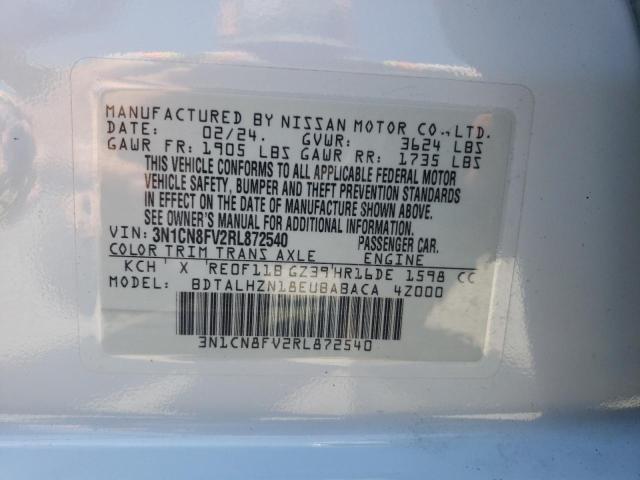 MANUFACTURED BY NISSAN MOTOR CO.,LTD.
DATE: 02/24. GVWR: 3624 LBS
GAWR FR: 1905 LBS GAWR RR: 1735 LBS
THIS VEHICLE CONFORMS TO ALL APPLICABLE FEDERAL MOTOR
VEHICLE SAFETY, BUMPER AND THEFT PREVENTION STANDARDS
IN EFFECT ON THE DATE OF MANUFACTURE SHOWN ABOVE.
SEE OWNER'S MANUAL FOR ADDITIONAL INFORMATION.
VIN: 3N1CN8FV2RL872540 PASSENGER CAR.
COLOR TRIM TRANS AXLE ENGINE
KCH X RE0F11B GZ39 HR16DE 1598 CC
MODEL: BDTALHZN18EUBABACA 4Z000
3N1CN8FV2RL872540